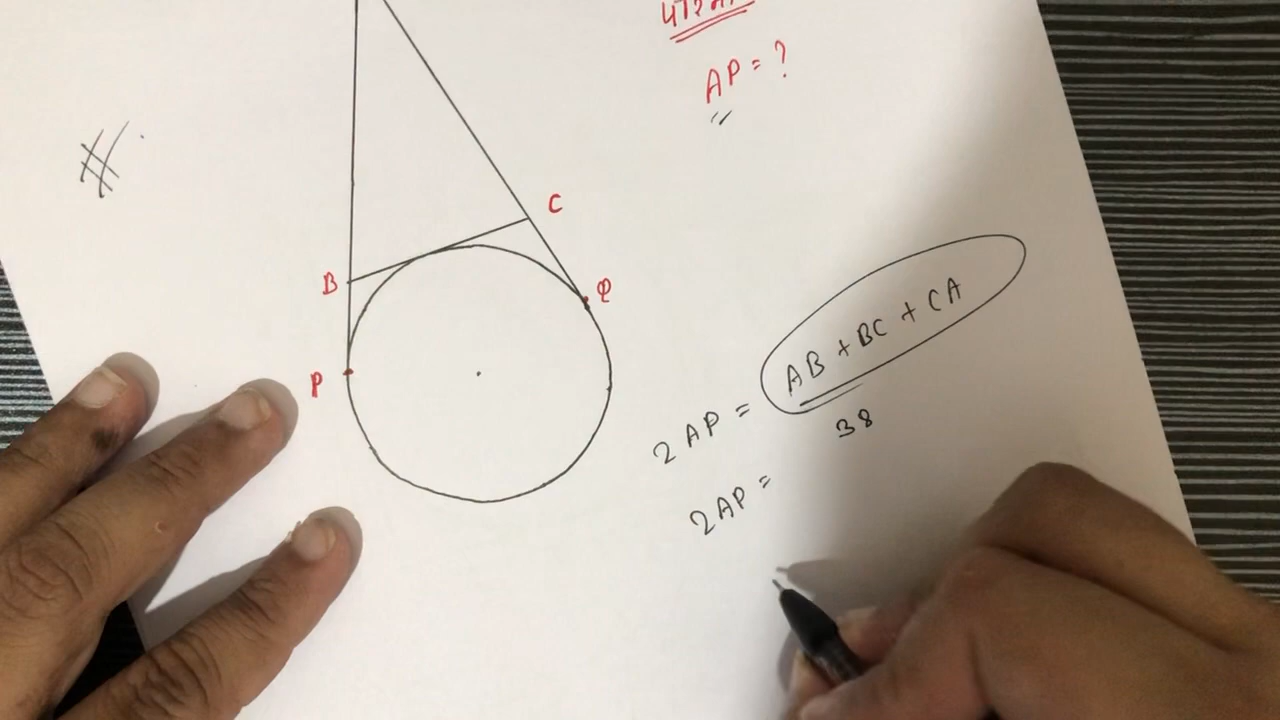 AP = ?
C
B
Q
P
AB + BC + CA
2AP =
38
2AP =